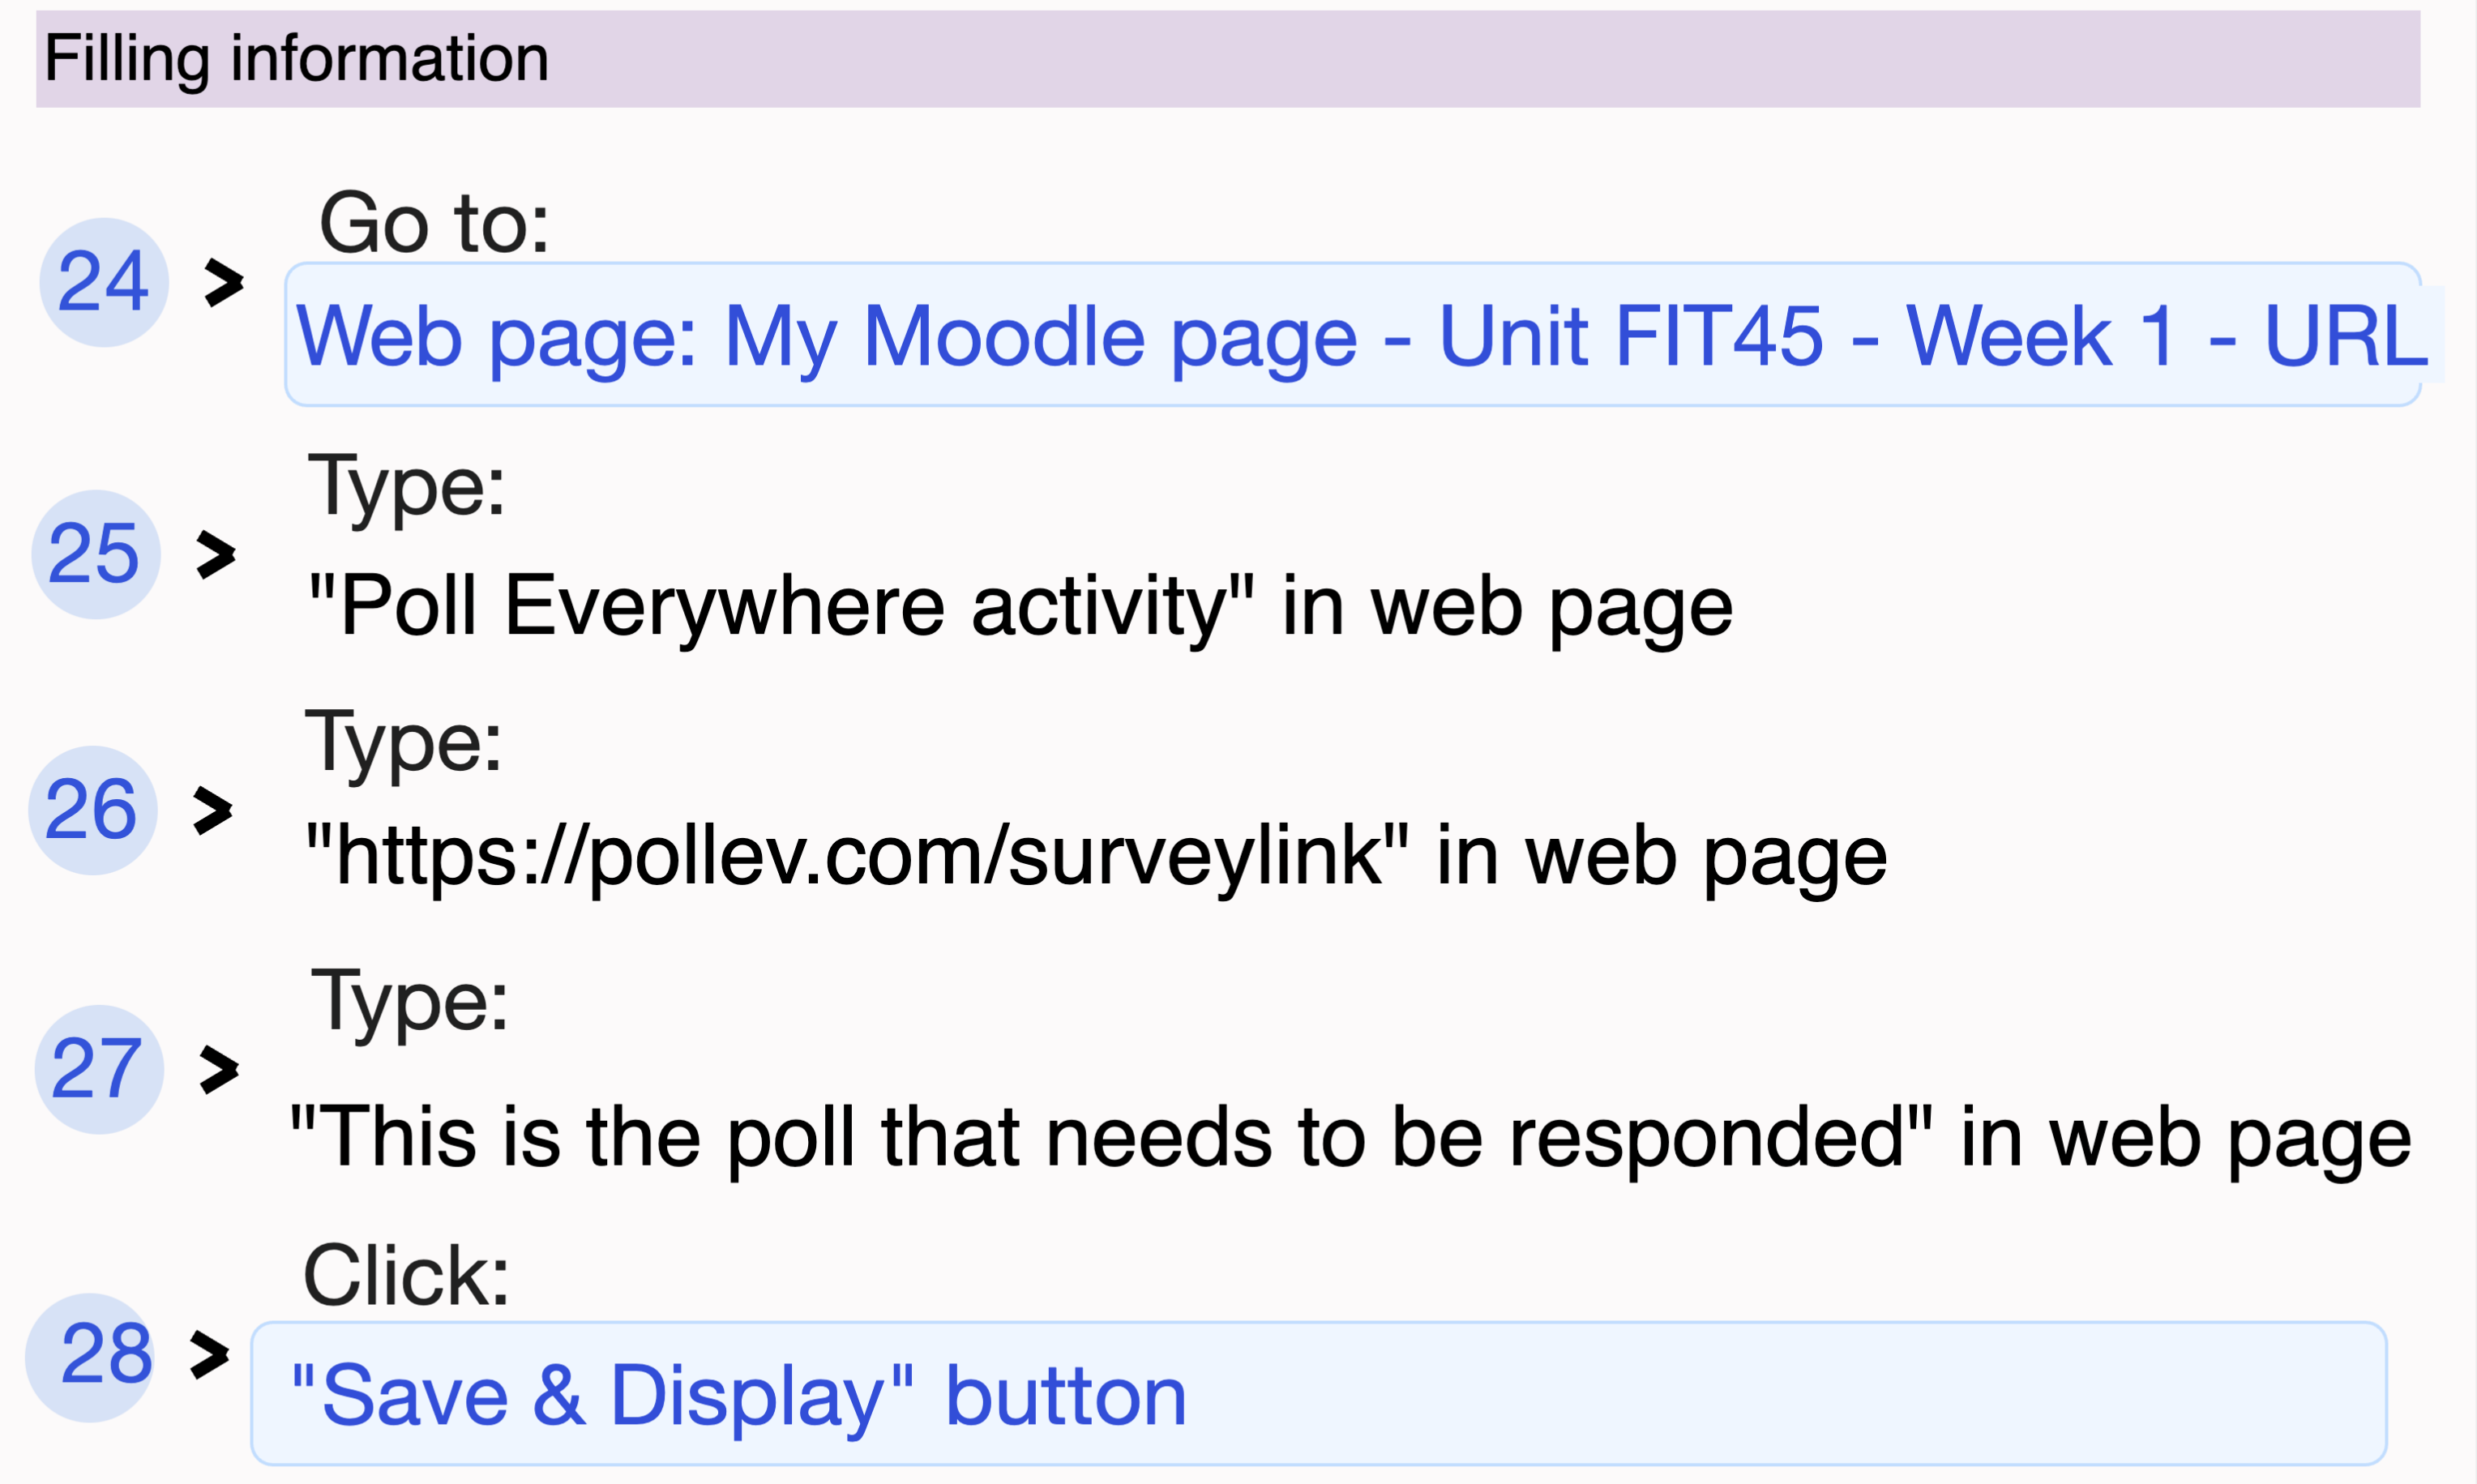 Filling information
Go to:
24 >
Web page: My Moodle page - Unit FIT45 - Week 1 - URL
Type:
25 >
"Poll Everywhere activity" in web page
Type:
26 >
"https://pollev.com/surveylink" in web page
Type:
27 >
"This is the poll that needs to be responded" in web page
Click:
28 >
"Save & Display" button